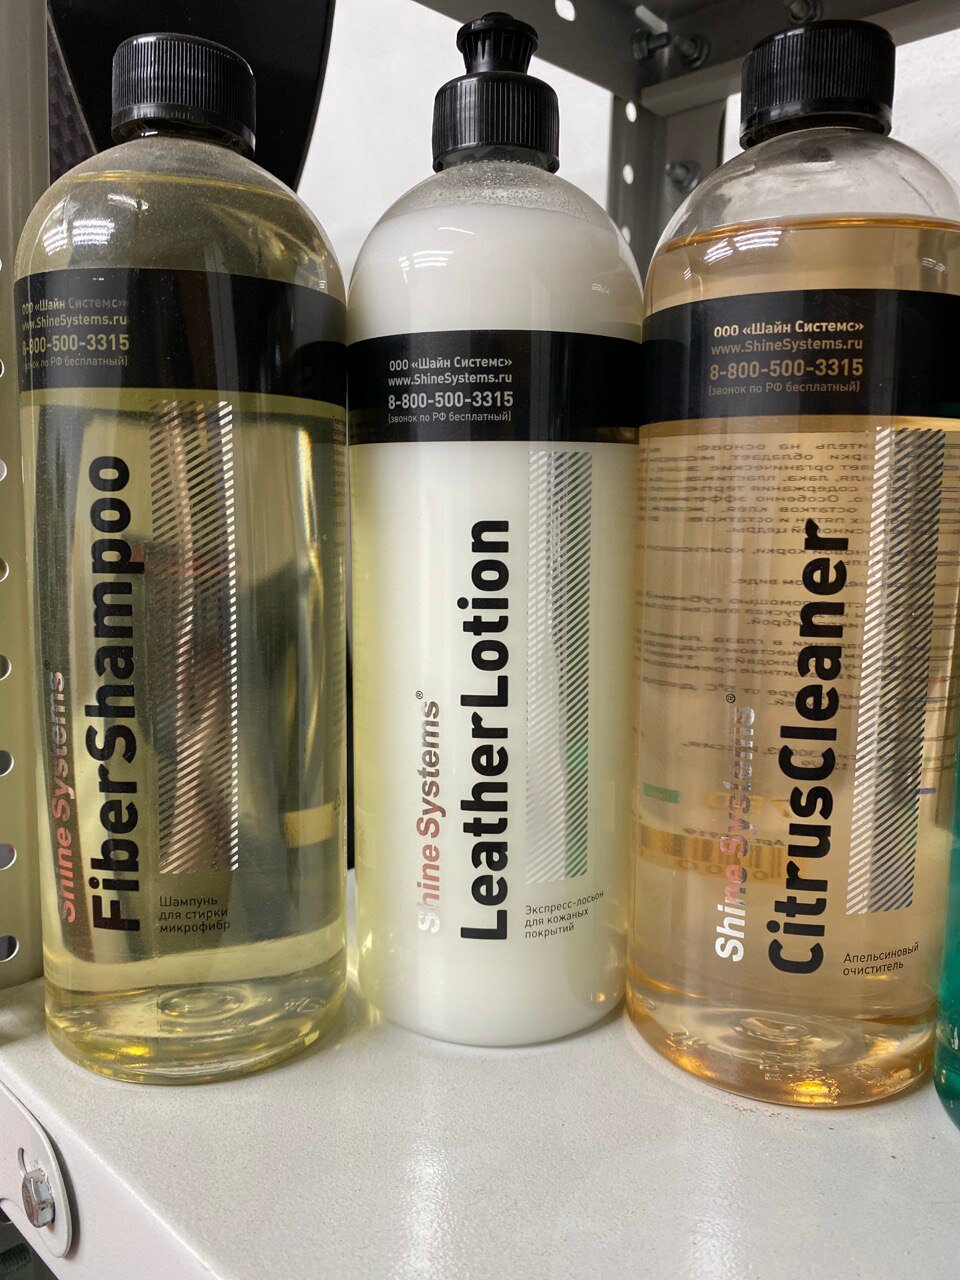 ООО «Шайн Системс»
www.ShineSystems.ru
8-800-500-3315
(звонок по РФ бесплатный)
Shine Systems®
FiberShampoo
Шампунь
для стирки
микрофибр
ООО «Шайн Системс»
www.ShineSystems.ru
8-800-500-3315
(звонок по РФ бесплатный)
Shine Systems®
LeatherLotion
Экспресс-лосьон
для кожаных
покрытий
ООО «Шайн Системс»
www.ShineSystems.ru
8-800-500-3315
(звонок по РФ бесплатный)
Shine Systems®
CitrusCleaner
Апельсиновый
очиститель